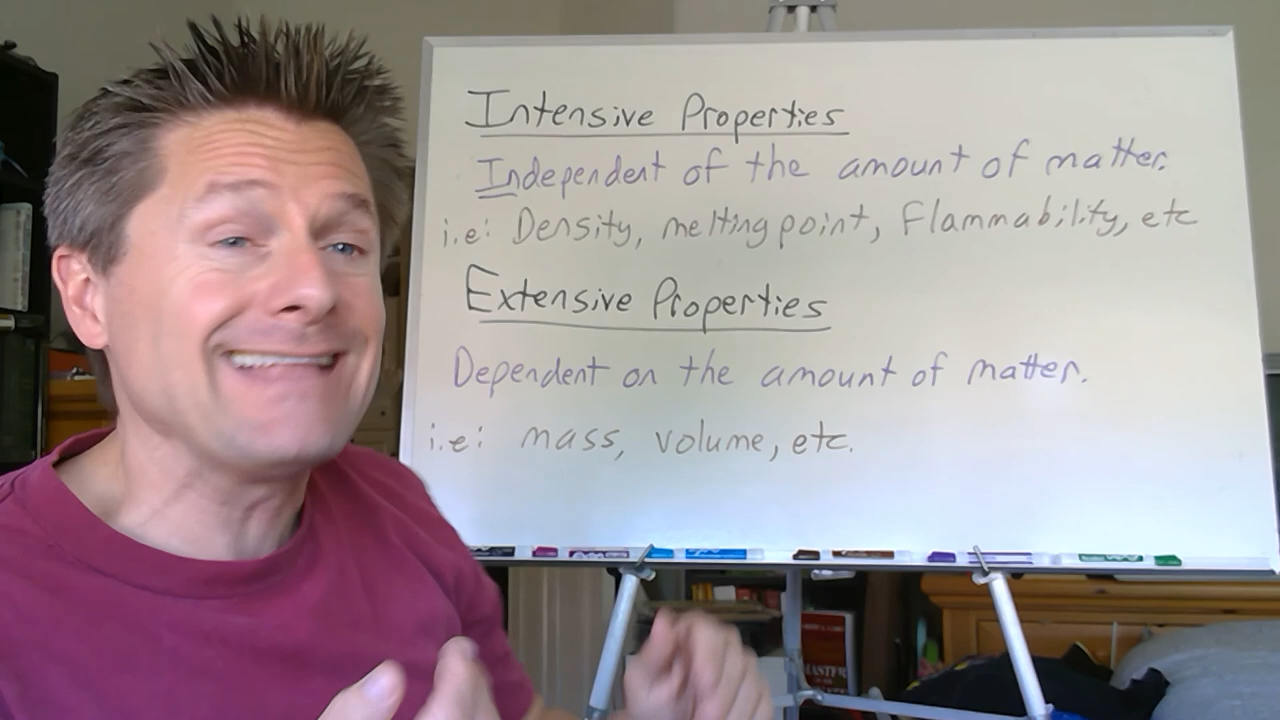 Intensive Properties
Independent of the amount of matter.
i.e: Density, melting point, Flammability, etc
Extensive Properties
Dependent on the amount of matter.
i.e: mass, volume, etc.
MASTER